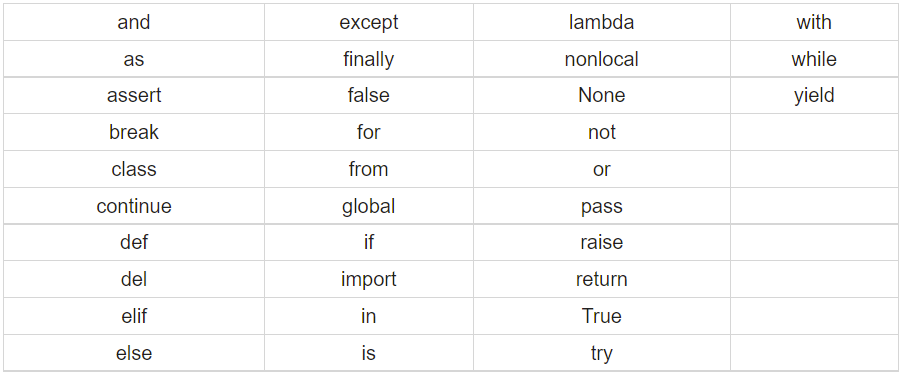 and except lambda with
as finally nonlocal while
assert false None yield
break for not
class from or
continue global pass
def if raise
del import return
elif in True
else is try